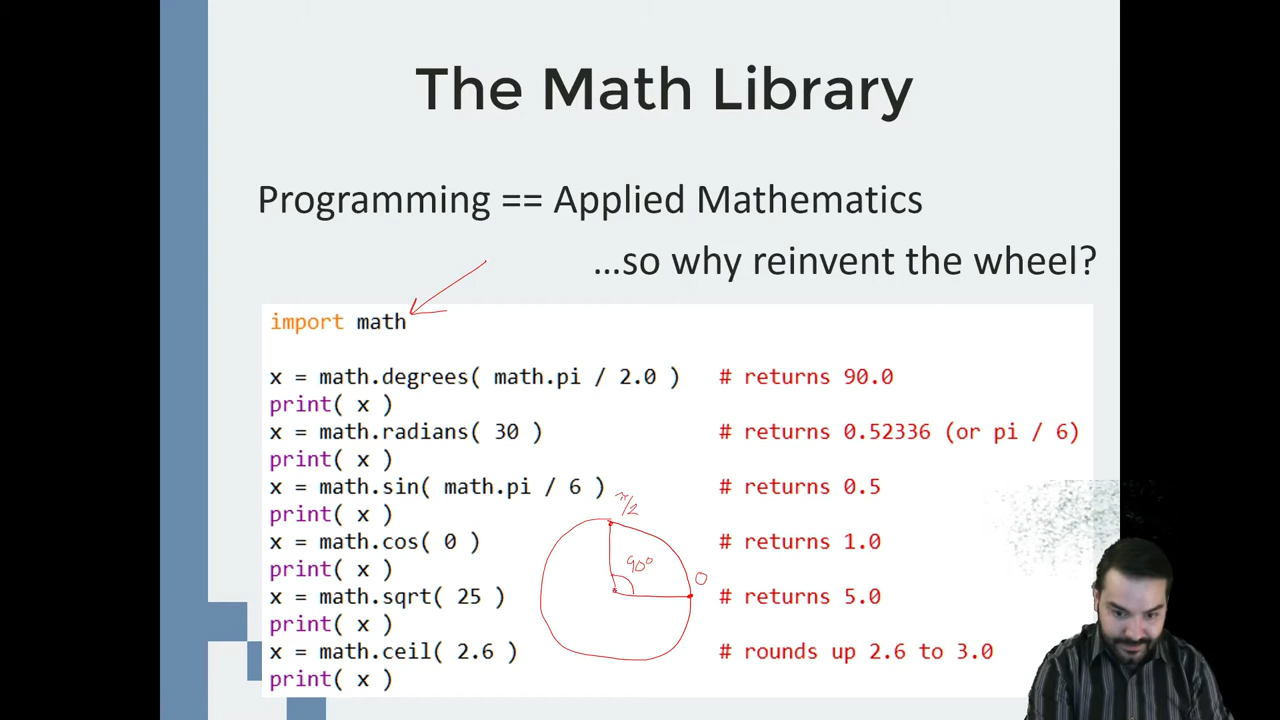 The Math Library
Programming == Applied Mathematics
...so why reinvent the wheel?
import math
x = math.degrees( math.pi / 2.0 ) # returns 90.0
print( x )
x = math.radians( 30 ) # returns 0.52336 (or pi / 6)
print( x )
x = math.sin( math.pi / 6 ) # returns 0.5
π/2
print( x )
x = math.cos( 0 ) # returns 1.0
90°
print( x )
0
x = math.sqrt( 25 ) # returns 5.0
print( x )
x = math.ceil( 2.6 ) # rounds up 2.6 to 3.0
print( x )